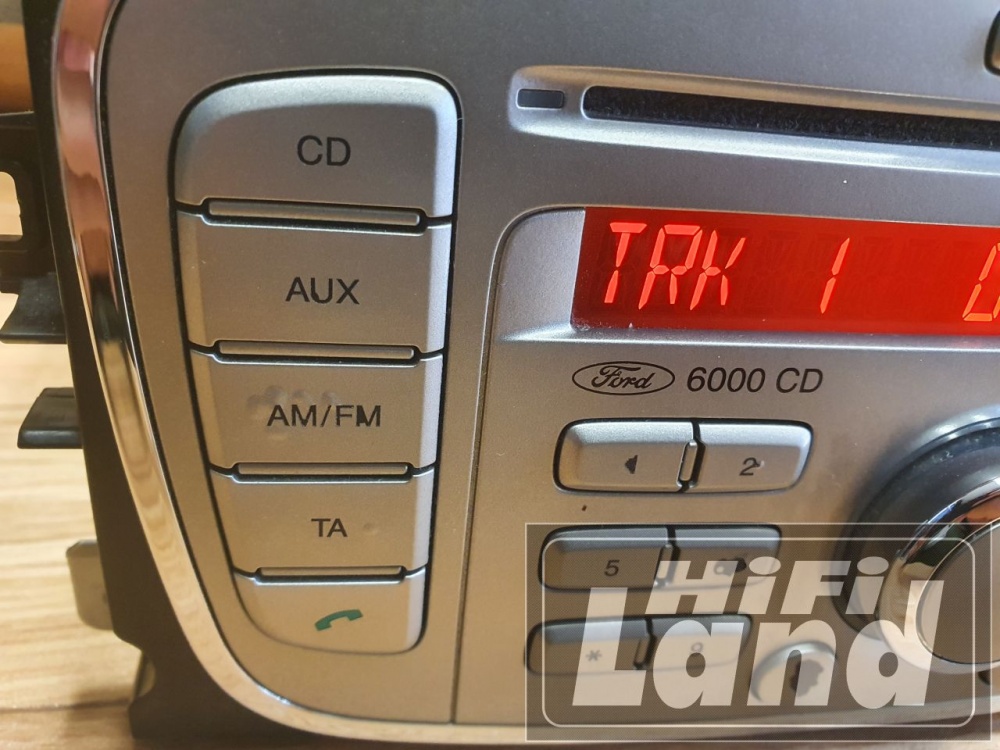 CD
AUX
AM/FM
TA
TRK 1
Ford 6000 CD
2
5
*
HiFi
Land